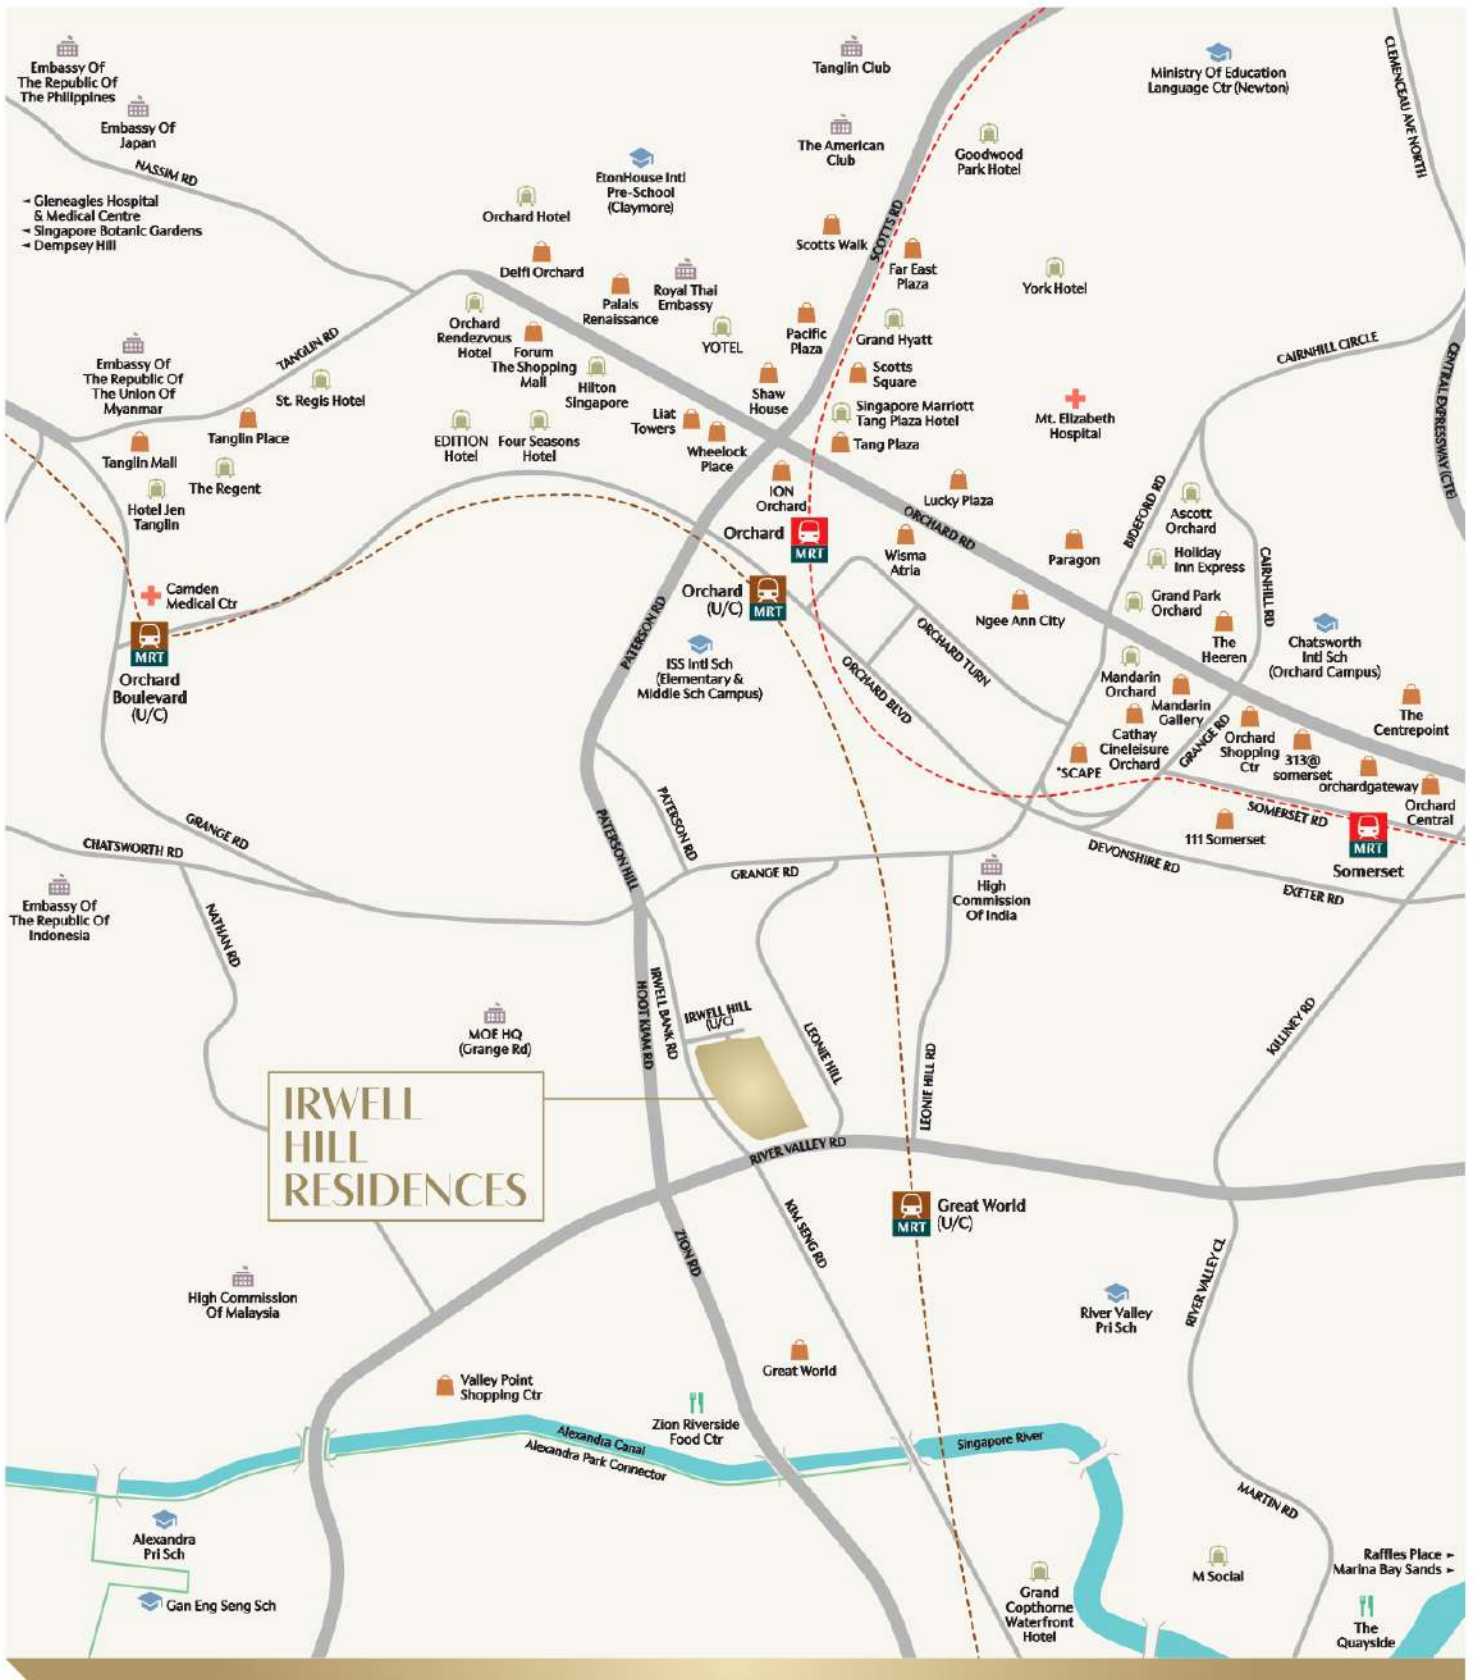 Embassy Of
The Republic Of
The Philippines
Embassy Of
Japan
NASSIM RD
Gleneagles Hospital
& Medical Centre
Singapore Botanic Gardens
Dempsey Hill
Tanglin Club
The American
Club
Ministry Of Education
Language Ctr (Newton)
CLEMENCEAU AVE NORTH
Goodwood
Park Hotel
EtonHouse Intl
Pre-School
(Claymore)
Orchard Hotel
Delfi Orchard
Scotts Walk
SCOTTS RD
Far East
Plaza
York Hotel
Royal Thai
Embassy
Palais
Renaissance
Orchard
Rendezvous
Hotel
Forum
The Shopping
Mall
YOTEL
Pacific
Plaza
Grand Hyatt
CAIRNHILL CIRCLE
CENTRAL EXPRESSWAY (CTE)
TANGLIN RD
Embassy Of
The Republic Of
The Union Of
Myanmar
St. Regis Hotel
Hilton
Singapore
Shaw
House
Scotts
Square
Singapore Marriott
Tang Plaza Hotel
Tang Plaza
Mt. Elizabeth
Hospital
Tanglin Place
Tanglin Mall
The Regent
Hotel Jen
Tanglin
EDITION
Hotel
Four Seasons
Hotel
Liat
Towers
Wheelock
Place
ION
Orchard
Lucky Plaza
BIDEFORD RD
Ascott
Orchard
Orchard
MRT
ORCHARD RD
Wisma
Atria
Paragon
Holiday
Inn Express
CAIRNHILL RD
Camden
Medical Ctr
Orchard
(U/C)
MRT
Ngee Ann City
Grand Park
Orchard
The
Heeren
Chatsworth
Intl Sch
(Orchard Campus)
MRT
Orchard
Boulevard
(U/C)
PATERSON RD
ISS Intl Sch
(Elementary &
Middle Sch Campus)
ORCHARD TURN
ORCHARD BLVD
Mandarin
Orchard
Mandarin
Gallery
Cathay
Cineleisure
Orchard
*SCAPE
GRANGE RD
Orchard
Shopping
Ctr
313@
somerset
The
Centrepoint
orchardgateway
Orchard
Central
SOMERSET RD
111 Somerset
MRT
Somerset
PATERSON RD
PATERSON HILL
GRANGE RD
CHATSWORTH RD
GRANGE RD
DEVONSHIRE RD
EXETER RD
High
Commission
Of India
Embassy Of
The Republic Of
Indonesia
NATHAN RD
MOE HQ
(Grange Rd)
HOOT KIAM RD
IRWELL BANK RD
IRWELL HILL
(U/C)
LEONIE HILL
LEONIE HILL RD
KILLINEY RD
IRWELL
HILL
RESIDENCES
RIVER VALLEY RD
MRT
Great World
(U/C)
KIM SENG RD
ZION RD
RIVER VALLEY CL
High Commission
Of Malaysia
River Valley
Pri Sch
Great World
Valley Point
Shopping Ctr
Zion Riverside
Food Ctr
Alexandra Canal
Alexandra Park Connector
Singapore River
MARTIN RD
Alexandra
Pri Sch
Gan Eng Seng Sch
Grand
Copthorne
Waterfront
Hotel
M Social
Raffles Place
Marina Bay Sands
The
Quayside